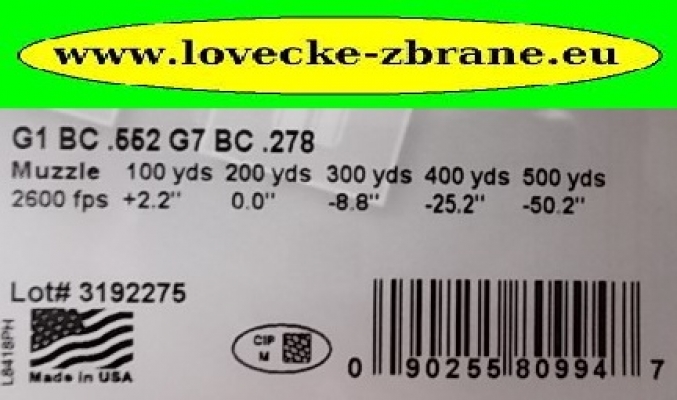 www.lovecke-zbrane.eu
G1 BC .552 G7 BC .278
Muzzle 100 yds 200 yds 300 yds 400 yds 500 yds
2600 fps +2.2" 0.0" -8.8" -25.2" -50.2"
Lot# 3192275
L8418PH
Made in USA
CIP
M
0 90255 80994 7